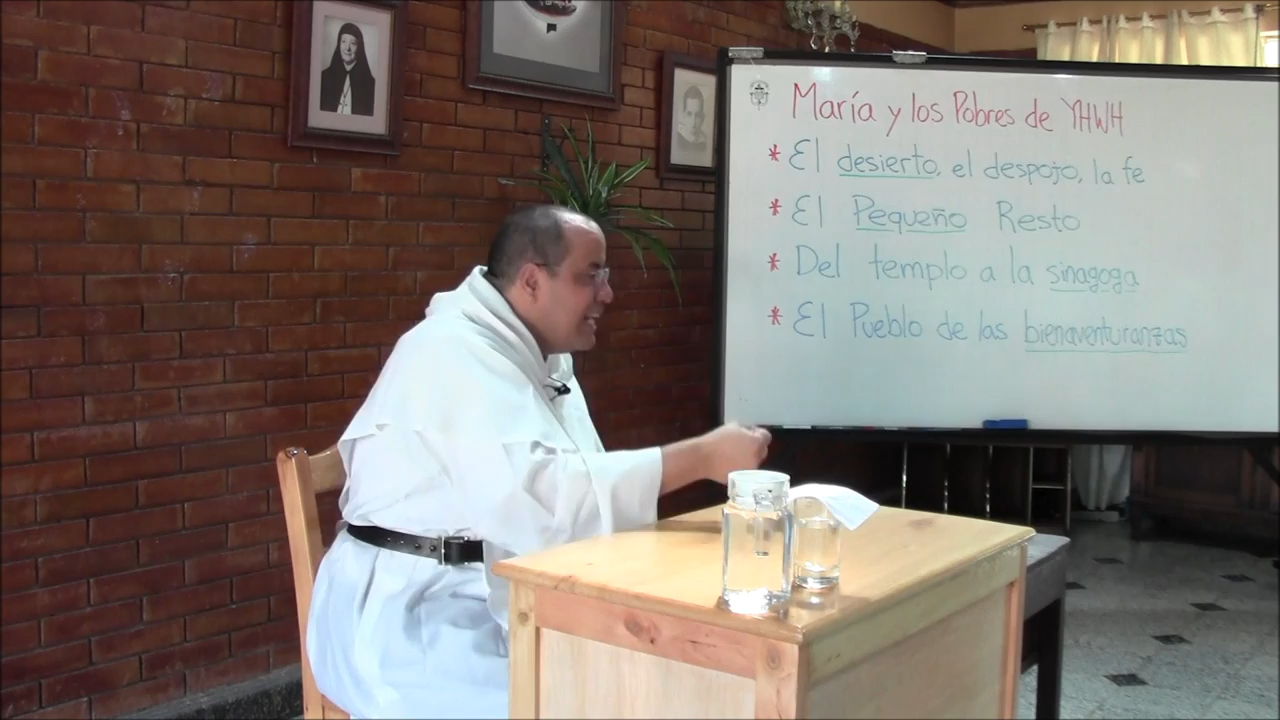 María y los Pobres de YHWH
* El desierto, el despojo, la fe
* El Pequeño Resto
* Del templo a la sinagoga
* El Pueblo de las bienaventuranzas